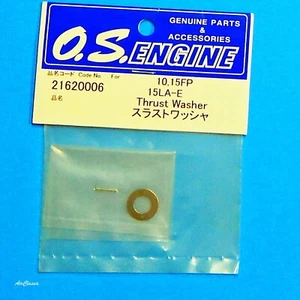 GENUINE PARTS
&
ACCESSORIES
O.S.ENGINE
品名コード Code No. For
10,15FP
21620006
15LA-E
品名
Thrust Washer
スラストワッシャ
AirClassix